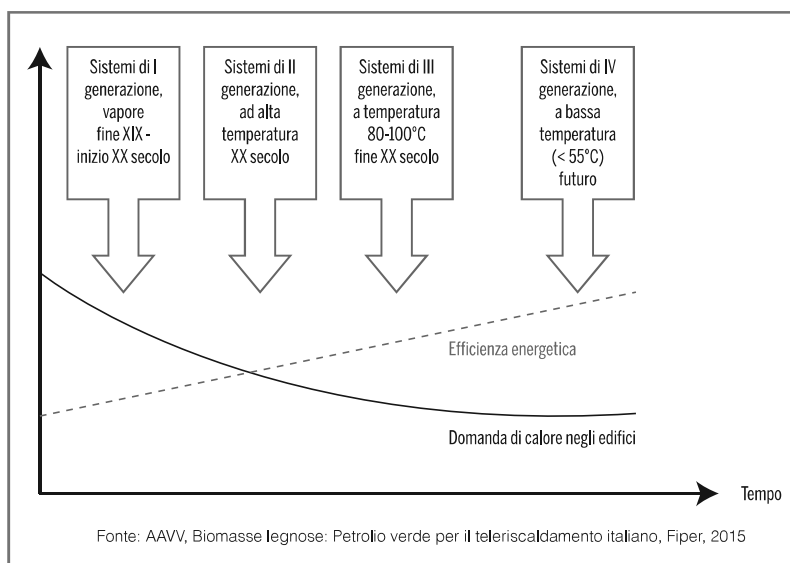 Sistemi di I
generazione,
vapore
fine XIX -
inizio XX secolo
Sistemi di II
generazione,
ad alta
temperatura
XX secolo
Sistemi di III
generazione,
a temperatura
80-100°C
fine XX secolo
Sistemi di IV
generazione,
a bassa
temperatura
(< 55°C)
futuro
Efficienza energetica
Domanda di calore negli edifici
Tempo
Fonte: AAVV, Biomasse legnose: Petrolio verde per il teleriscaldamento italiano, Fiper, 2015